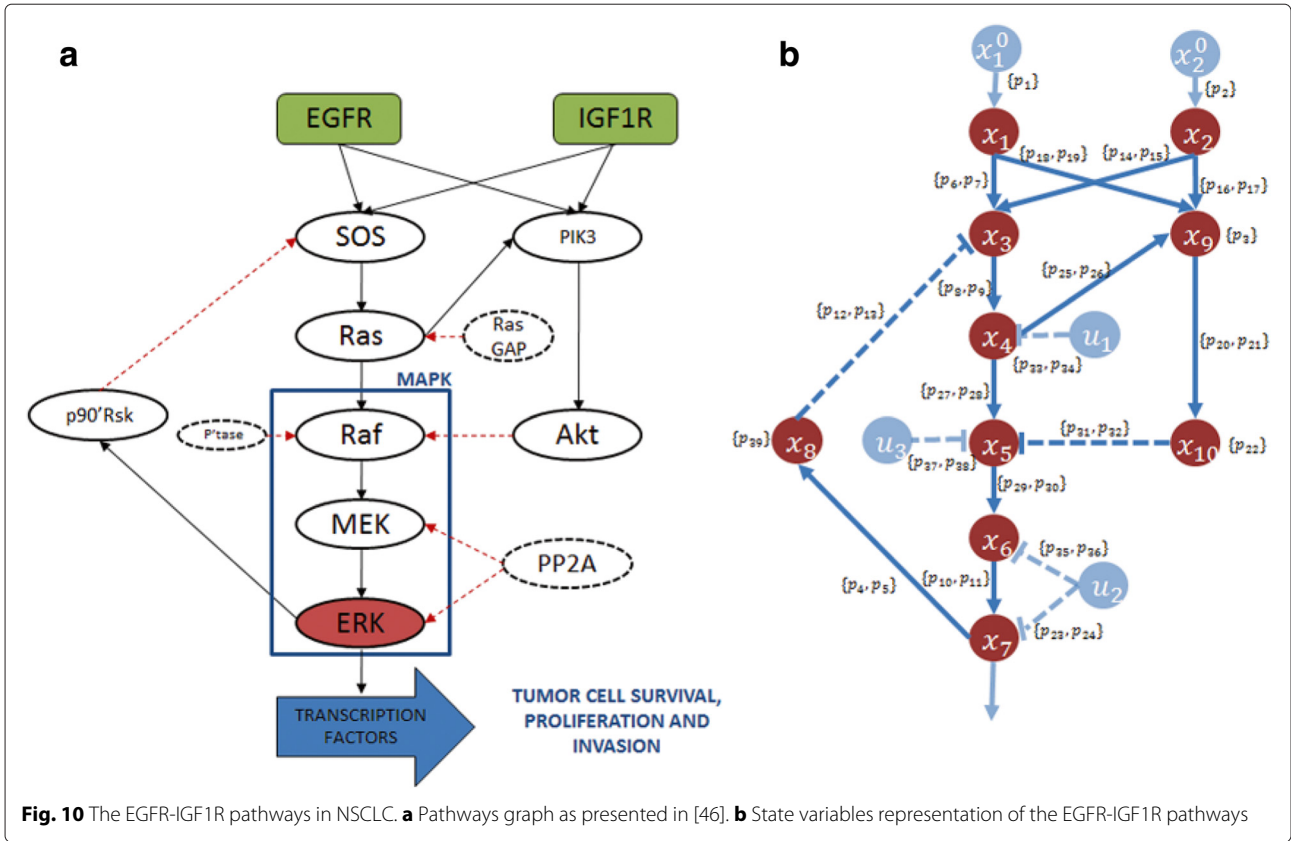 a
EGFR
IGF1R
SOS
PIK3
Ras
Ras
GAP
MAPK
p90'Rsk
P'tase
Raf
Akt
MEK
PP2A
ERK
TRANSCRIPTION
FACTORS
TUMOR CELL SURVIVAL,
PROLIFERATION AND
INVASION
b
x₁⁰
x₂⁰
{p₁}
{p₂}
x₁
x₂
{p₁₈, p₁₉}
{p₁₄, p₁₅}
{p₆, p₇}
{p₁₆, p₁₇}
x₃
x₉
{p₃}
{p₂₅, p₂₆}
{p₈, p₉}
{p₁₂, p₁₃}
x₄
u₁
{p₂₀, p₂₁}
{p₃₃, p₃₄}
{p₂₇, p₂₈}
{p₃₁, p₃₂}
{p₃₉}
x₈
u₃
x₅
x₁₀
{p₂₂}
{p₃₇, p₃₈}
{p₂₉, p₃₀}
x₆
{p₃₅, p₃₆}
{p₄, p₅}
{p₁₀, p₁₁}
u₂
{p₂₃, p₂₄}
x₇
Fig. 10 The EGFR-IGF1R pathways in NSCLC. a Pathways graph as presented in [46]. b State variables representation of the EGFR-IGF1R pathways